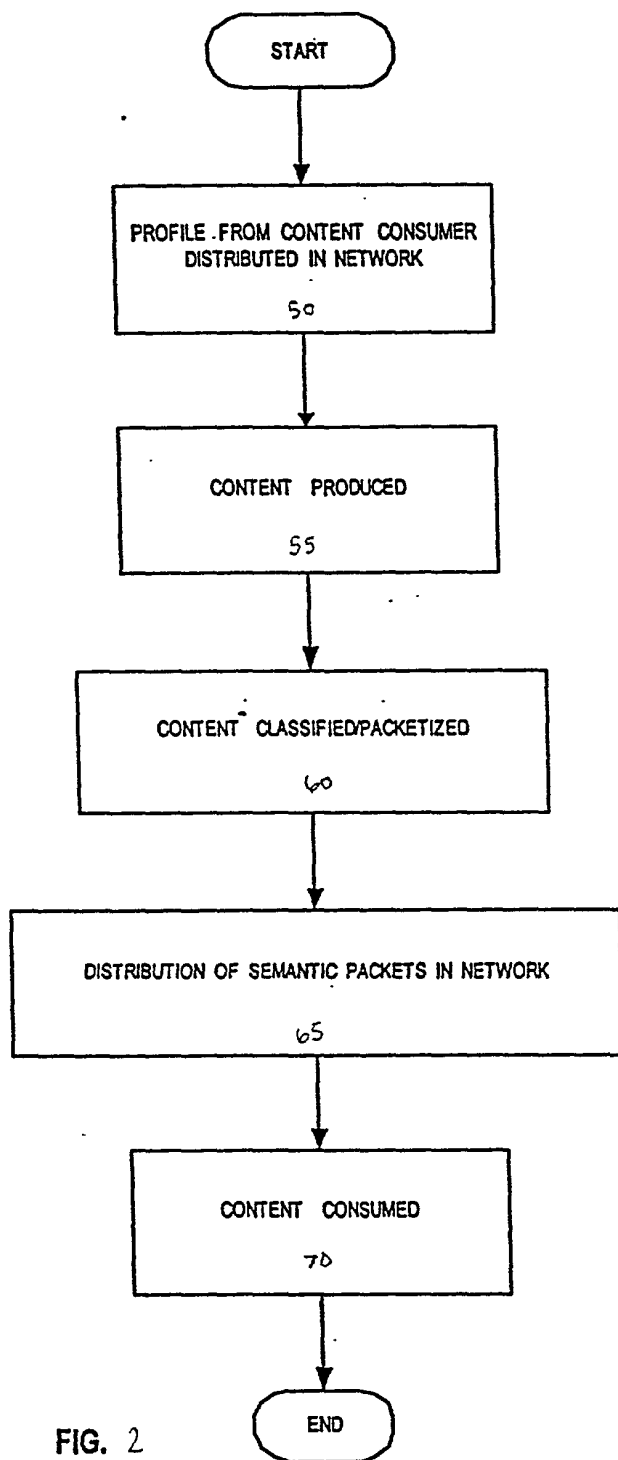 START
PROFILE FROM CONTENT CONSUMER
DISTRIBUTED IN NETWORK
50
CONTENT PRODUCED
55
CONTENT CLASSIFIED/PACKETIZED
60
DISTRIBUTION OF SEMANTIC PACKETS IN NETWORK
65
CONTENT CONSUMED
70
END
FIG. 2